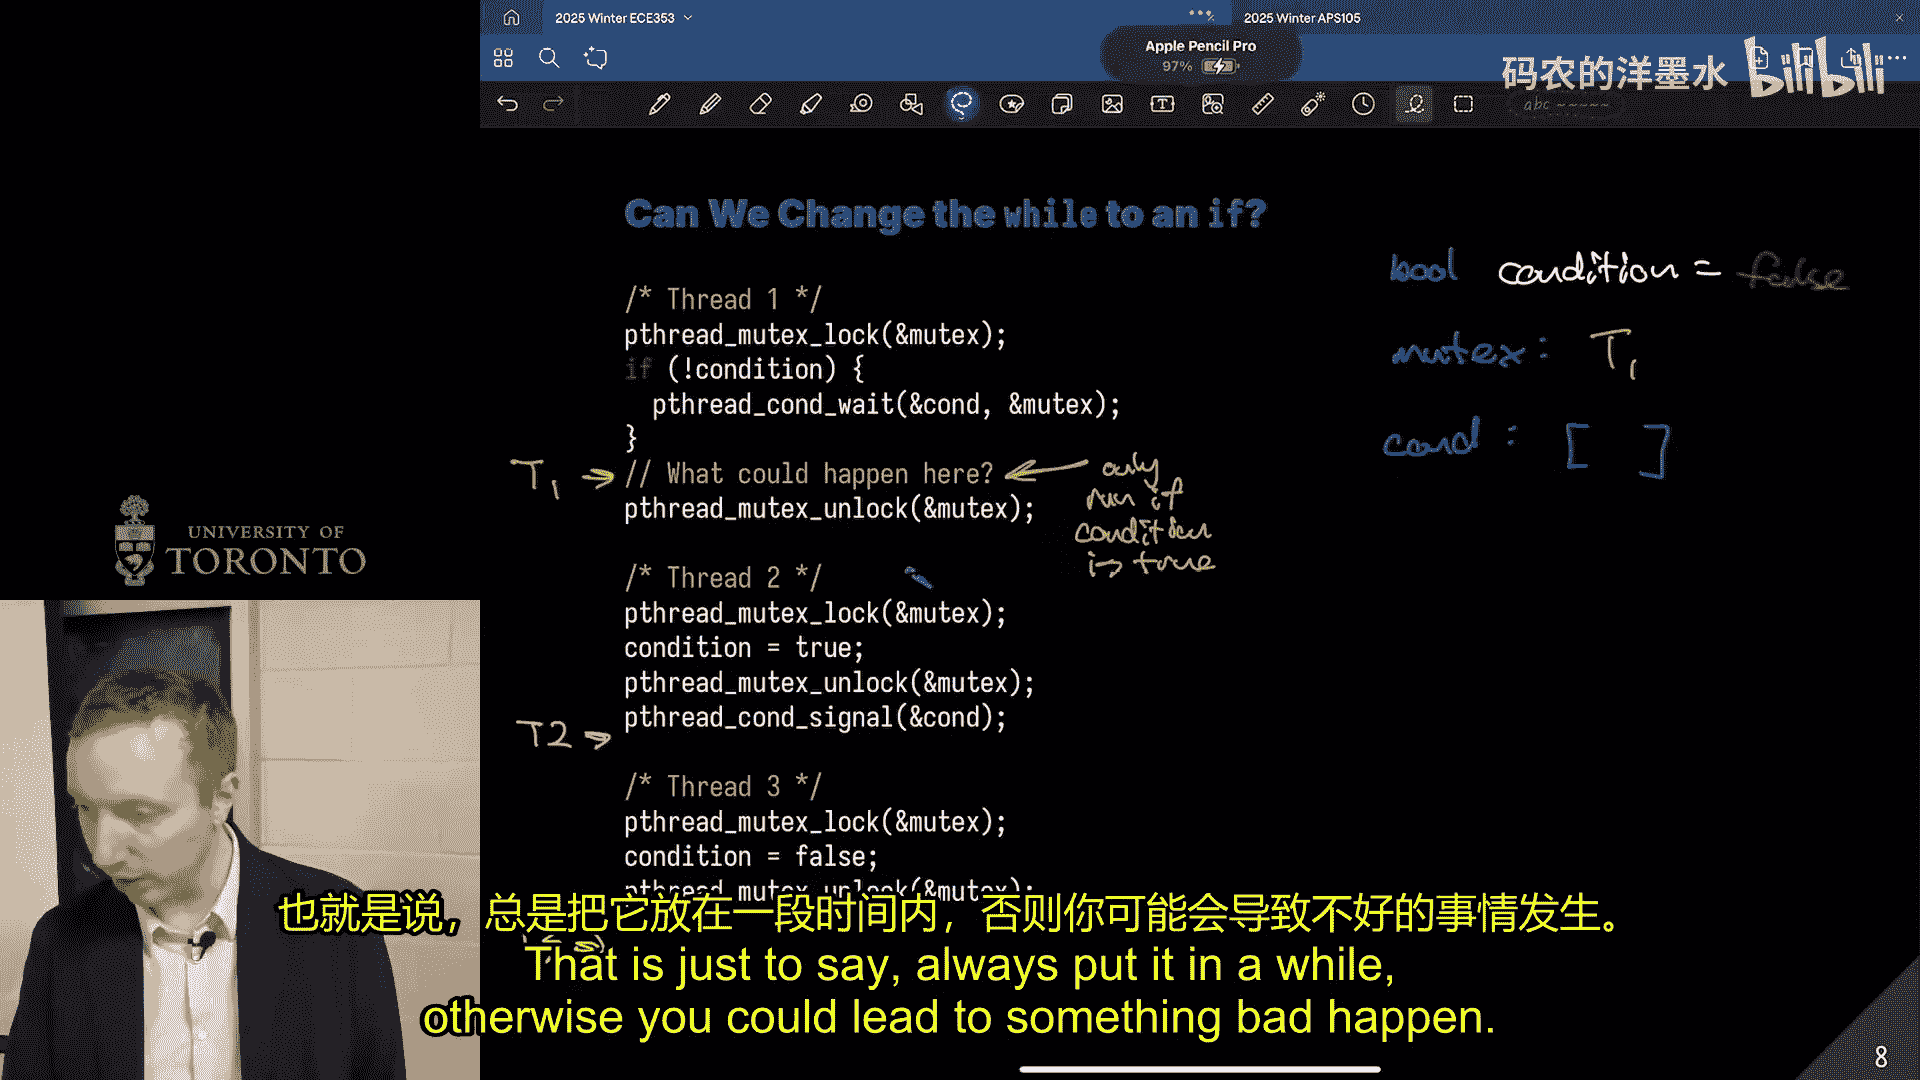 2025 Winter ECE353
2025 Winter APS105
Apple Pencil Pro
97%
码农的洋墨水 bilibili
abc
Can We Change the while to an if?
/* Thread 1 */
pthread_mutex_lock(&mutex);
if (!condition) {
pthread_cond_wait(&cond, &mutex);
}
T1 → // What could happen here? ← only
run if
condition
is true
pthread_mutex_unlock(&mutex);
bool condition = false
mutex: T1
cond: [ ]
/* Thread 2 */
pthread_mutex_lock(&mutex);
condition = true;
pthread_mutex_unlock(&mutex);
pthread_cond_signal(&cond);
T2 →
/* Thread 3 */
pthread_mutex_lock(&mutex);
condition = false;
pthread_mutex_unlock(&mutex);
UNIVERSITY OF
TORONTO
也就是说，总是把它放在一段时间内，否则你可能会导致不好的事情发生。
That is just to say, always put it in a while,
otherwise you could lead to something bad happen.
8